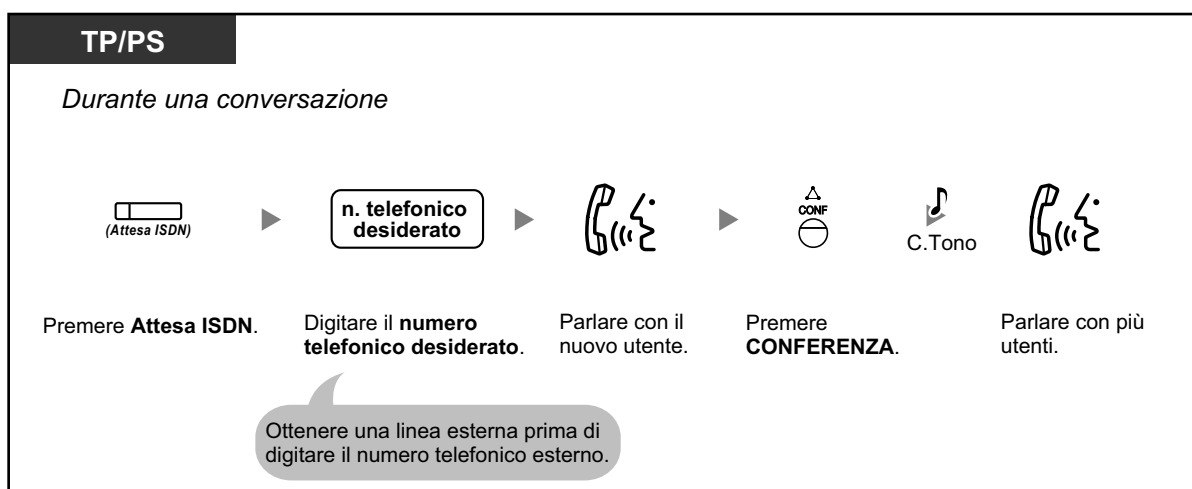 TP/PS
Durante una conversazione
(Attesa ISDN)
n. telefonico
desiderato
CONF
C.Tono
Premere Attesa ISDN.
Digitare il numero
telefonico desiderato.
Parlare con il
nuovo utente.
Premere
CONFERENZA.
Parlare con più
utenti.
Ottenere una linea esterna prima di
digitare il numero telefonico esterno.